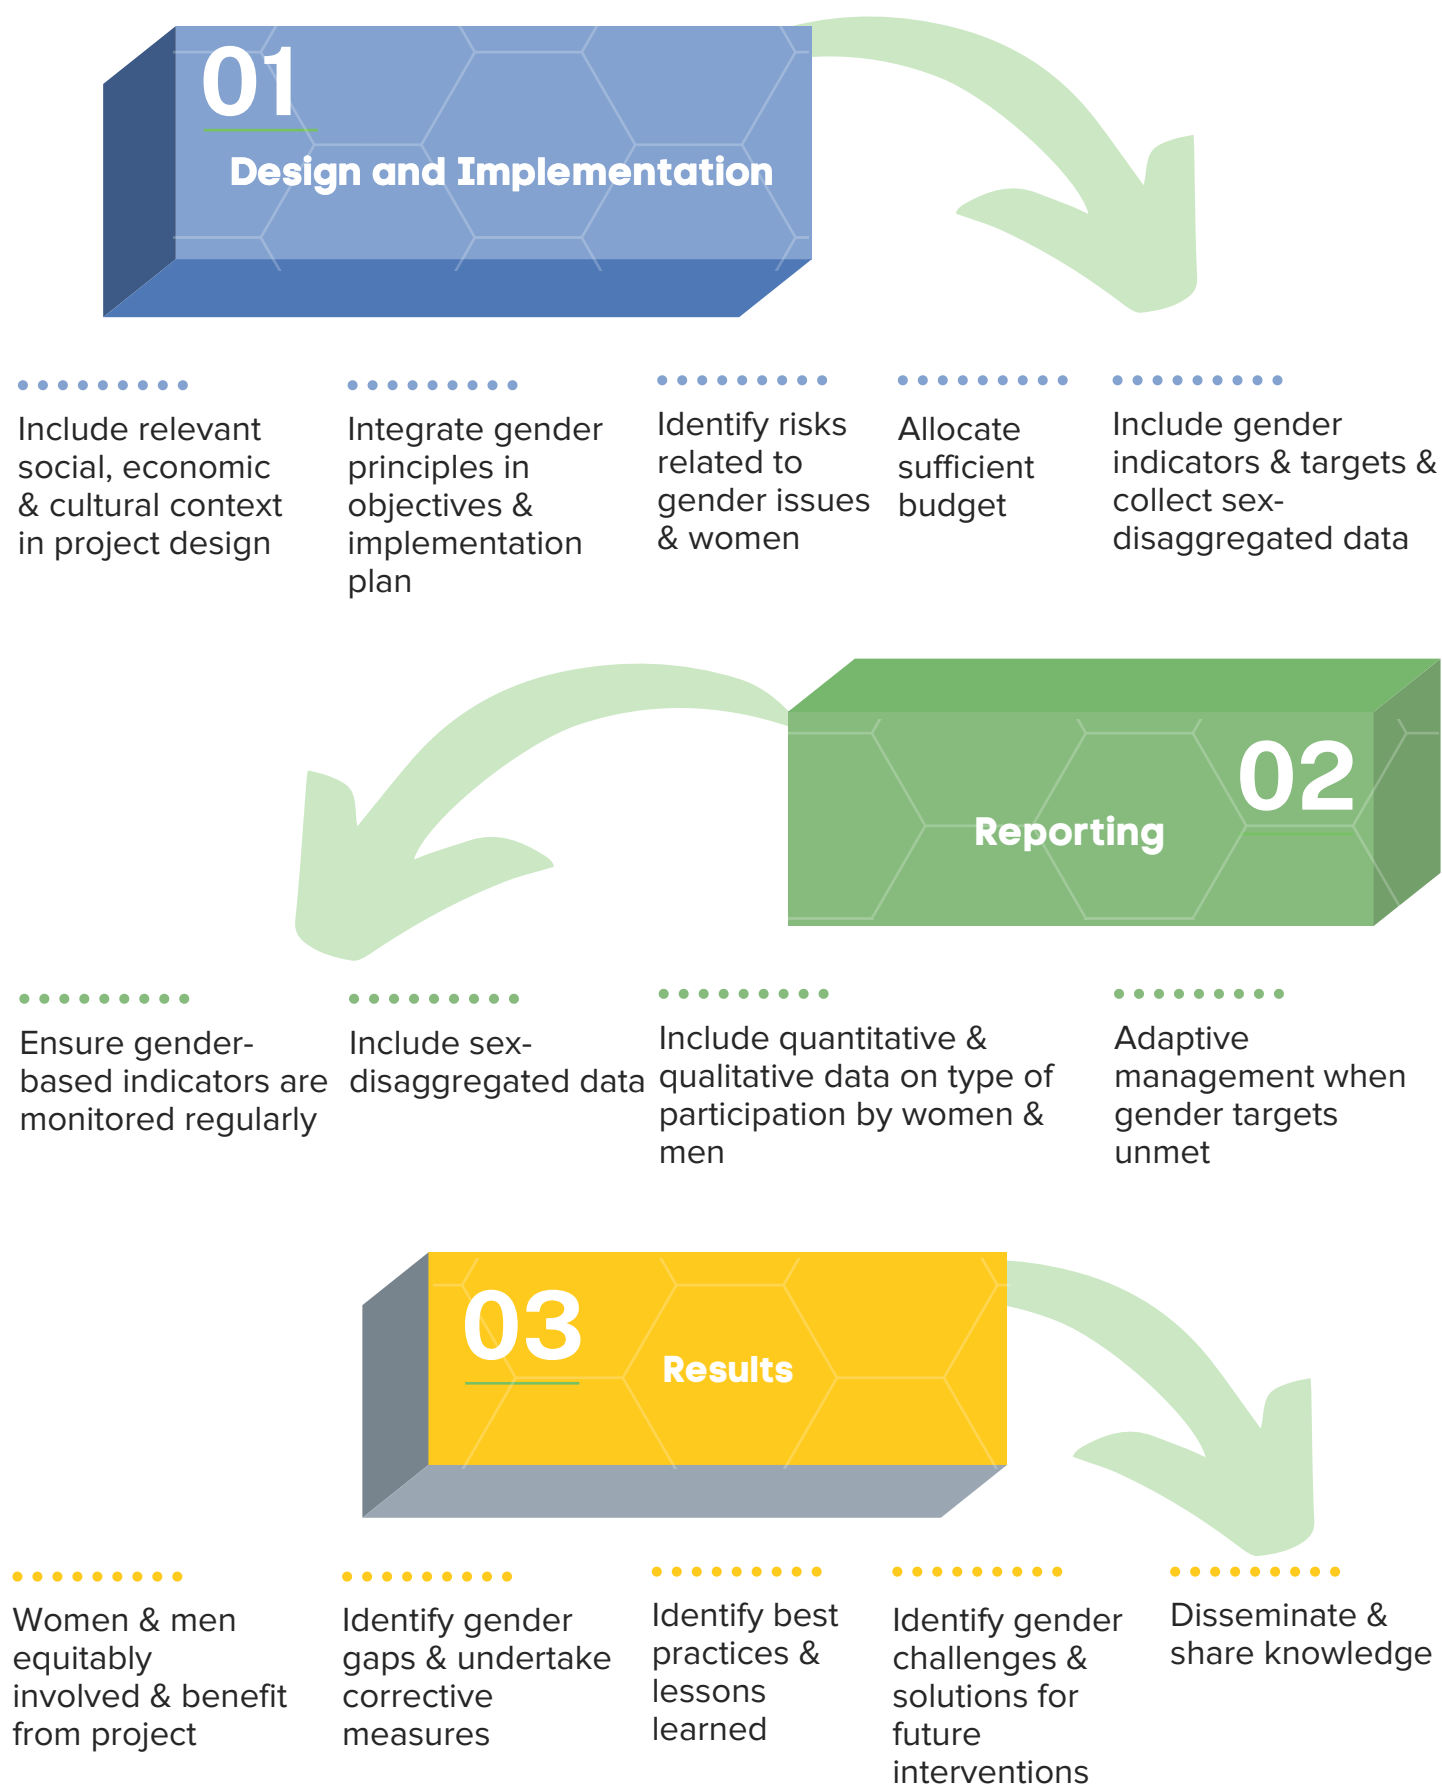 01
Design and Implementation
Include relevant
social, economic
& cultural context
in project design
Integrate gender
principles in
objectives &
implementation
plan
Identify risks
related to
gender issues
& women
Allocate
sufficient
budget
Include gender
indicators & targets &
collect sex-
disaggregated data
02
Reporting
Ensure gender-
based indicators are
monitored regularly
Include sex-
disaggregated data
Include quantitative &
qualitative data on type of
participation by women &
men
Adaptive
management when
gender targets
unmet
03
Results
Women & men
equitably
involved & benefit
from project
Identify gender
gaps & undertake
corrective
measures
Identify best
practices &
lessons
learned
Identify gender
challenges &
solutions for
future
interventions
Disseminate &
share knowledge